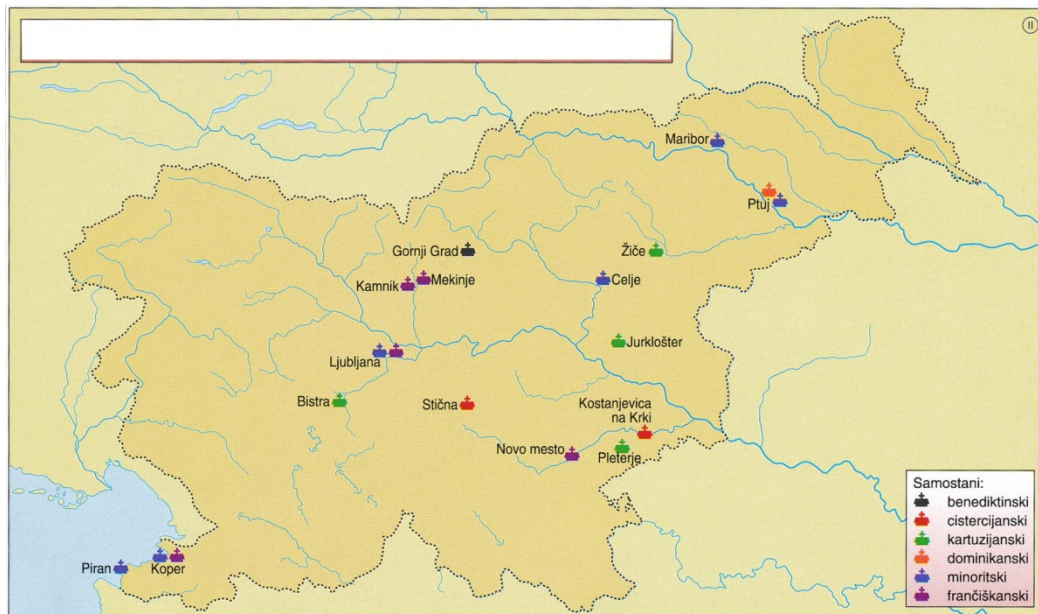 II
Maribor
Ptuj
Gornji Grad
Žiče
Kamnik
Mekinje
Celje
Ljubljana
Jurklošter
Bistra
Stična
Kostanjevica
na Krki
Novo mesto
Pleterje
Piran
Koper
Samostani:
benediktinski
cistercijanski
kartuzijanski
dominikanski
minoritski
frančiškanski